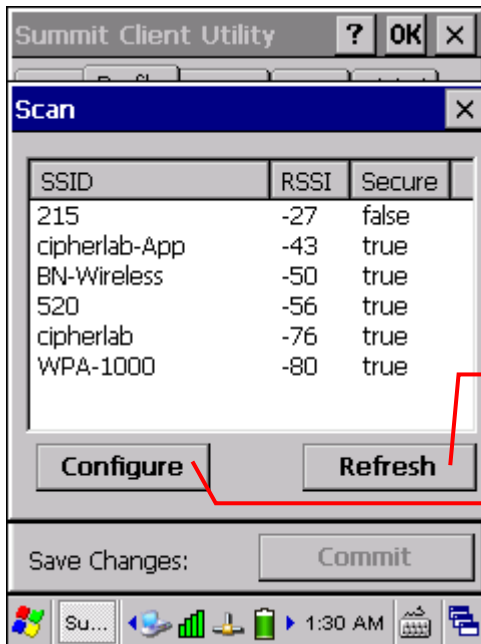 Summit Client Utility ? OK ×
Scan ×
SSID RSSI Secure
215 -27 false
cipherlab-App -43 true
BN-Wireless -50 true
520 -56 true
cipherlab -76 true
WPA-1000 -80 true
Configure Refresh
Save Changes: Commit
Su... 1:30 AM